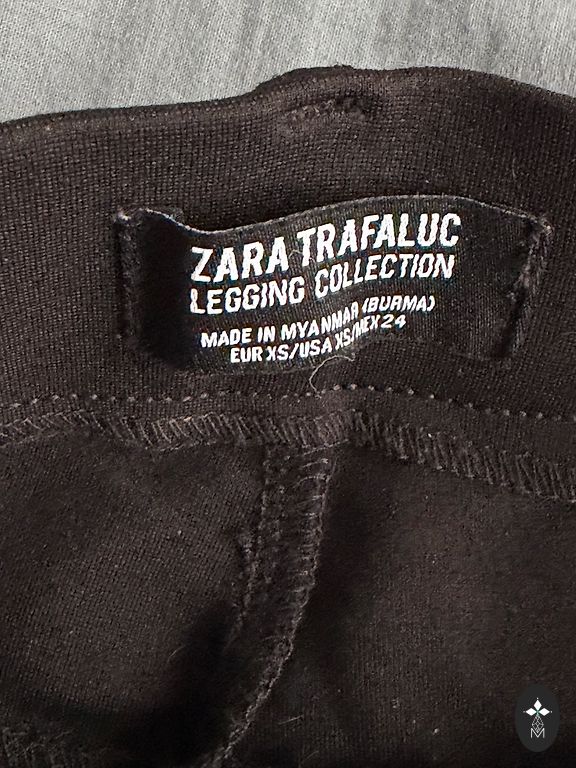 ZARA TRAFALUC
LEGGING COLLECTION
MADE IN MYANMAR (BURMA)
EUR XS/USA XS/MEX 24
M